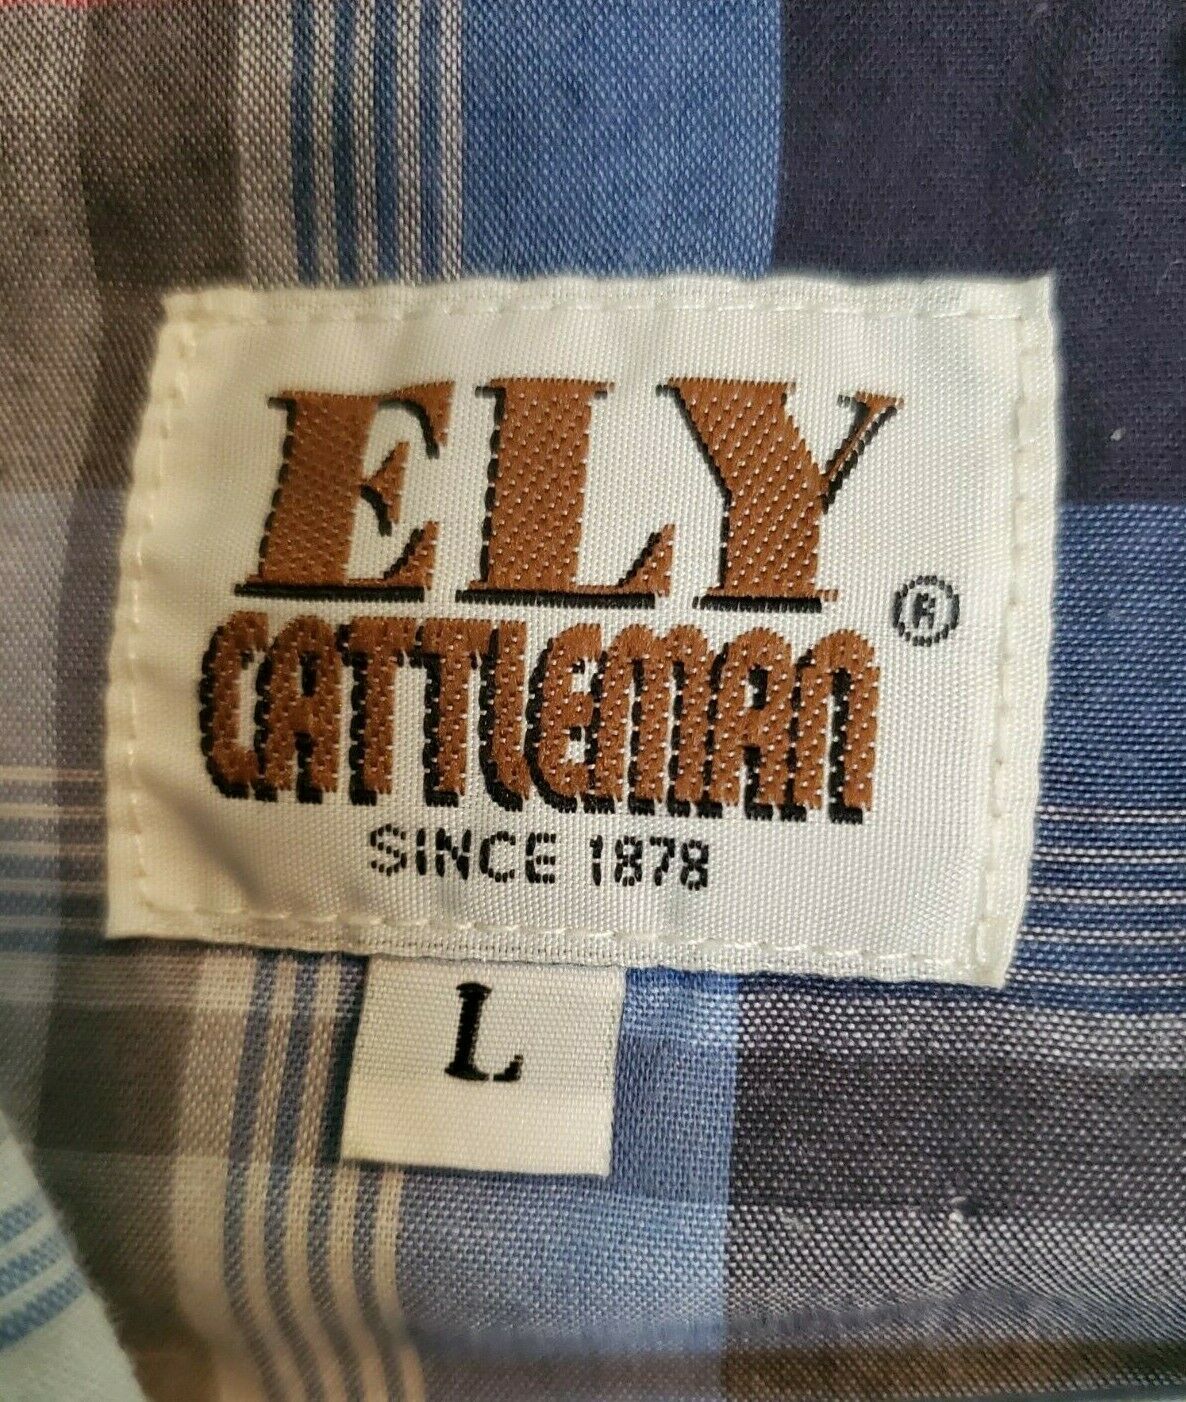 ELY
CATTLEMAN ®
SINCE 1878
L